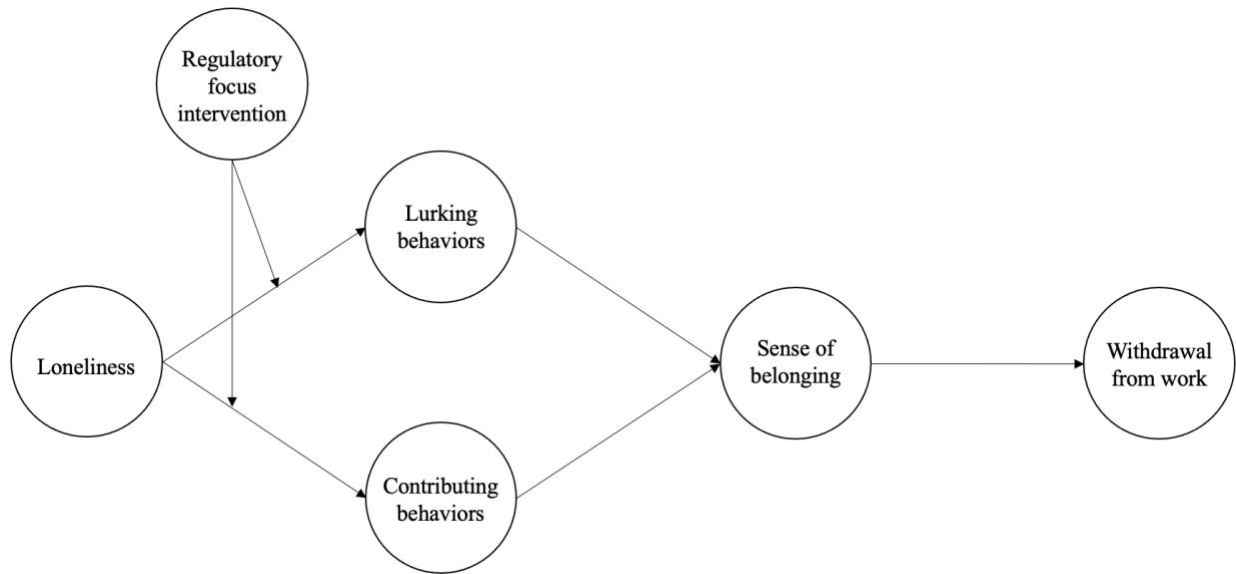 Regulatory
focus
intervention
Lurking
behaviors
Loneliness
Sense of
belonging
Withdrawal
from work
Contributing
behaviors